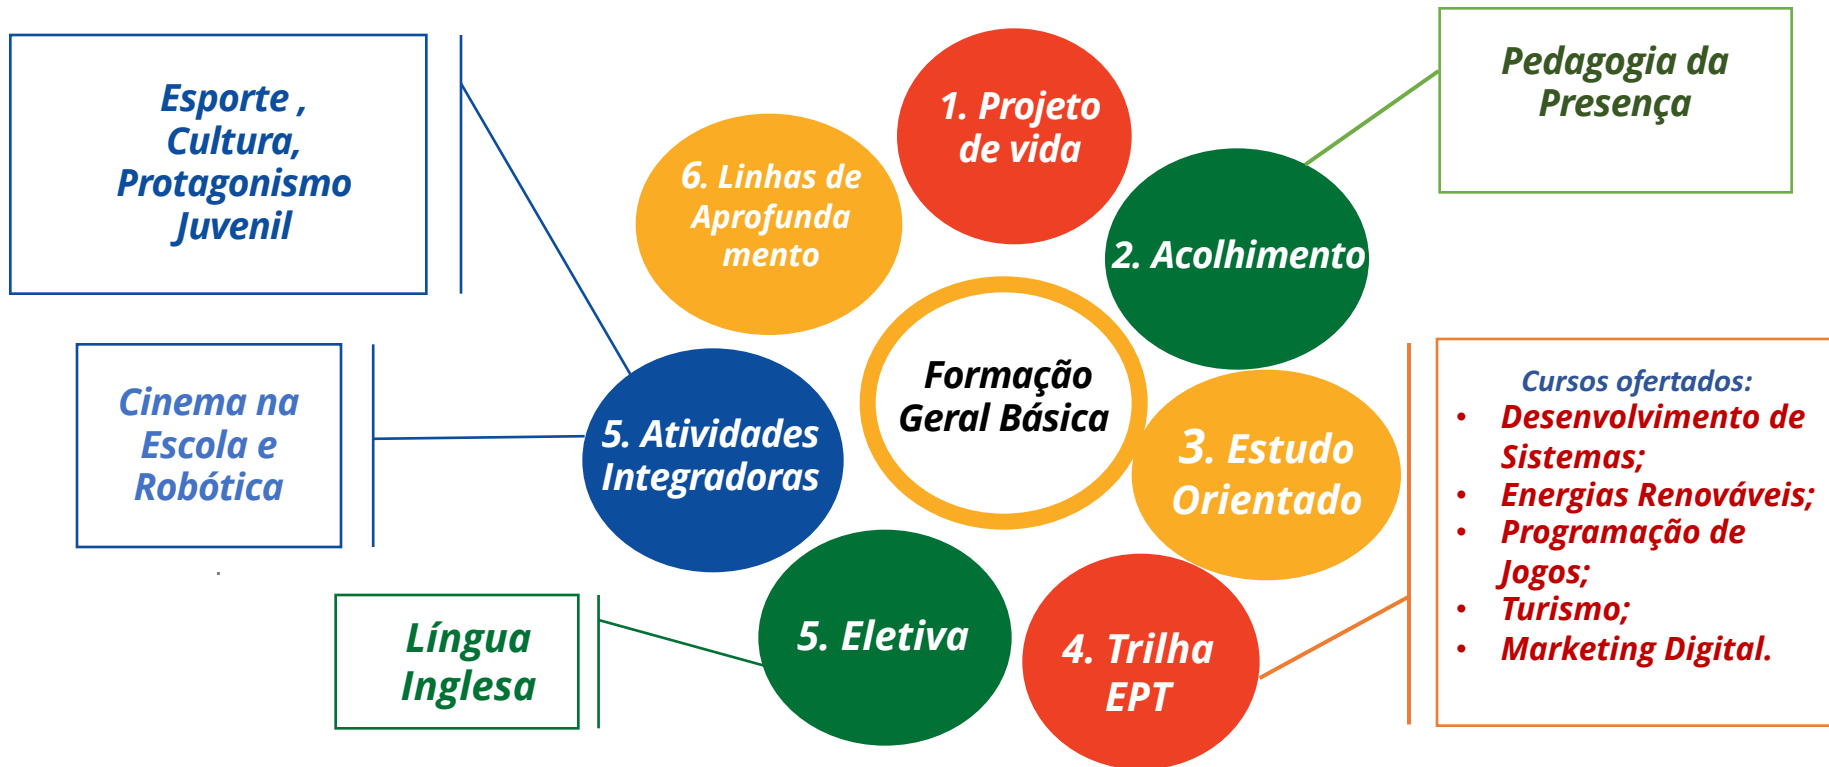 Esporte ,
Cultura,
Protagonismo
Juvenil
Cinema na
Escola e
Robótica
.
Língua
Inglesa
1. Projeto
de vida
2. Acolhimento
3. Estudo
Orientado
4. Trilha
EPT
5. Eletiva
5. Atividades
Integradoras
6. Linhas de
Aprofunda
mento
Formação
Geral Básica
Pedagogia da
Presença
Cursos ofertados:
• Desenvolvimento de
Sistemas;
• Energias Renováveis;
• Programação de
Jogos;
• Turismo;
• Marketing Digital.